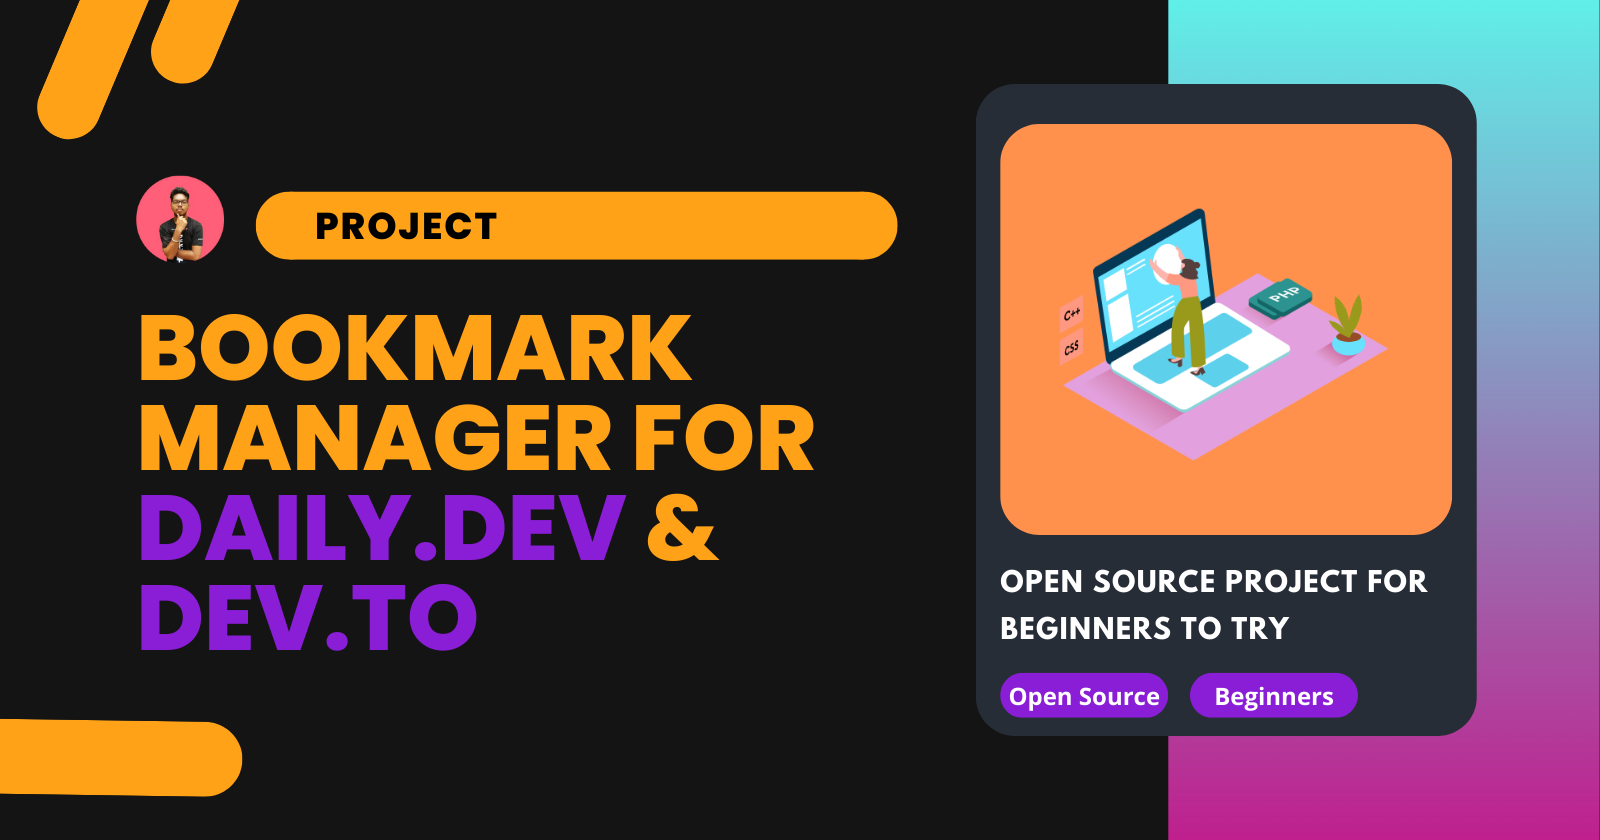 PROJECT
BOOKMARK
MANAGER FOR
DAILY.DEV &
DEV.TO
C++
CSS
PHP
OPEN SOURCE PROJECT FOR
BEGINNERS TO TRY
Open Source
Beginners